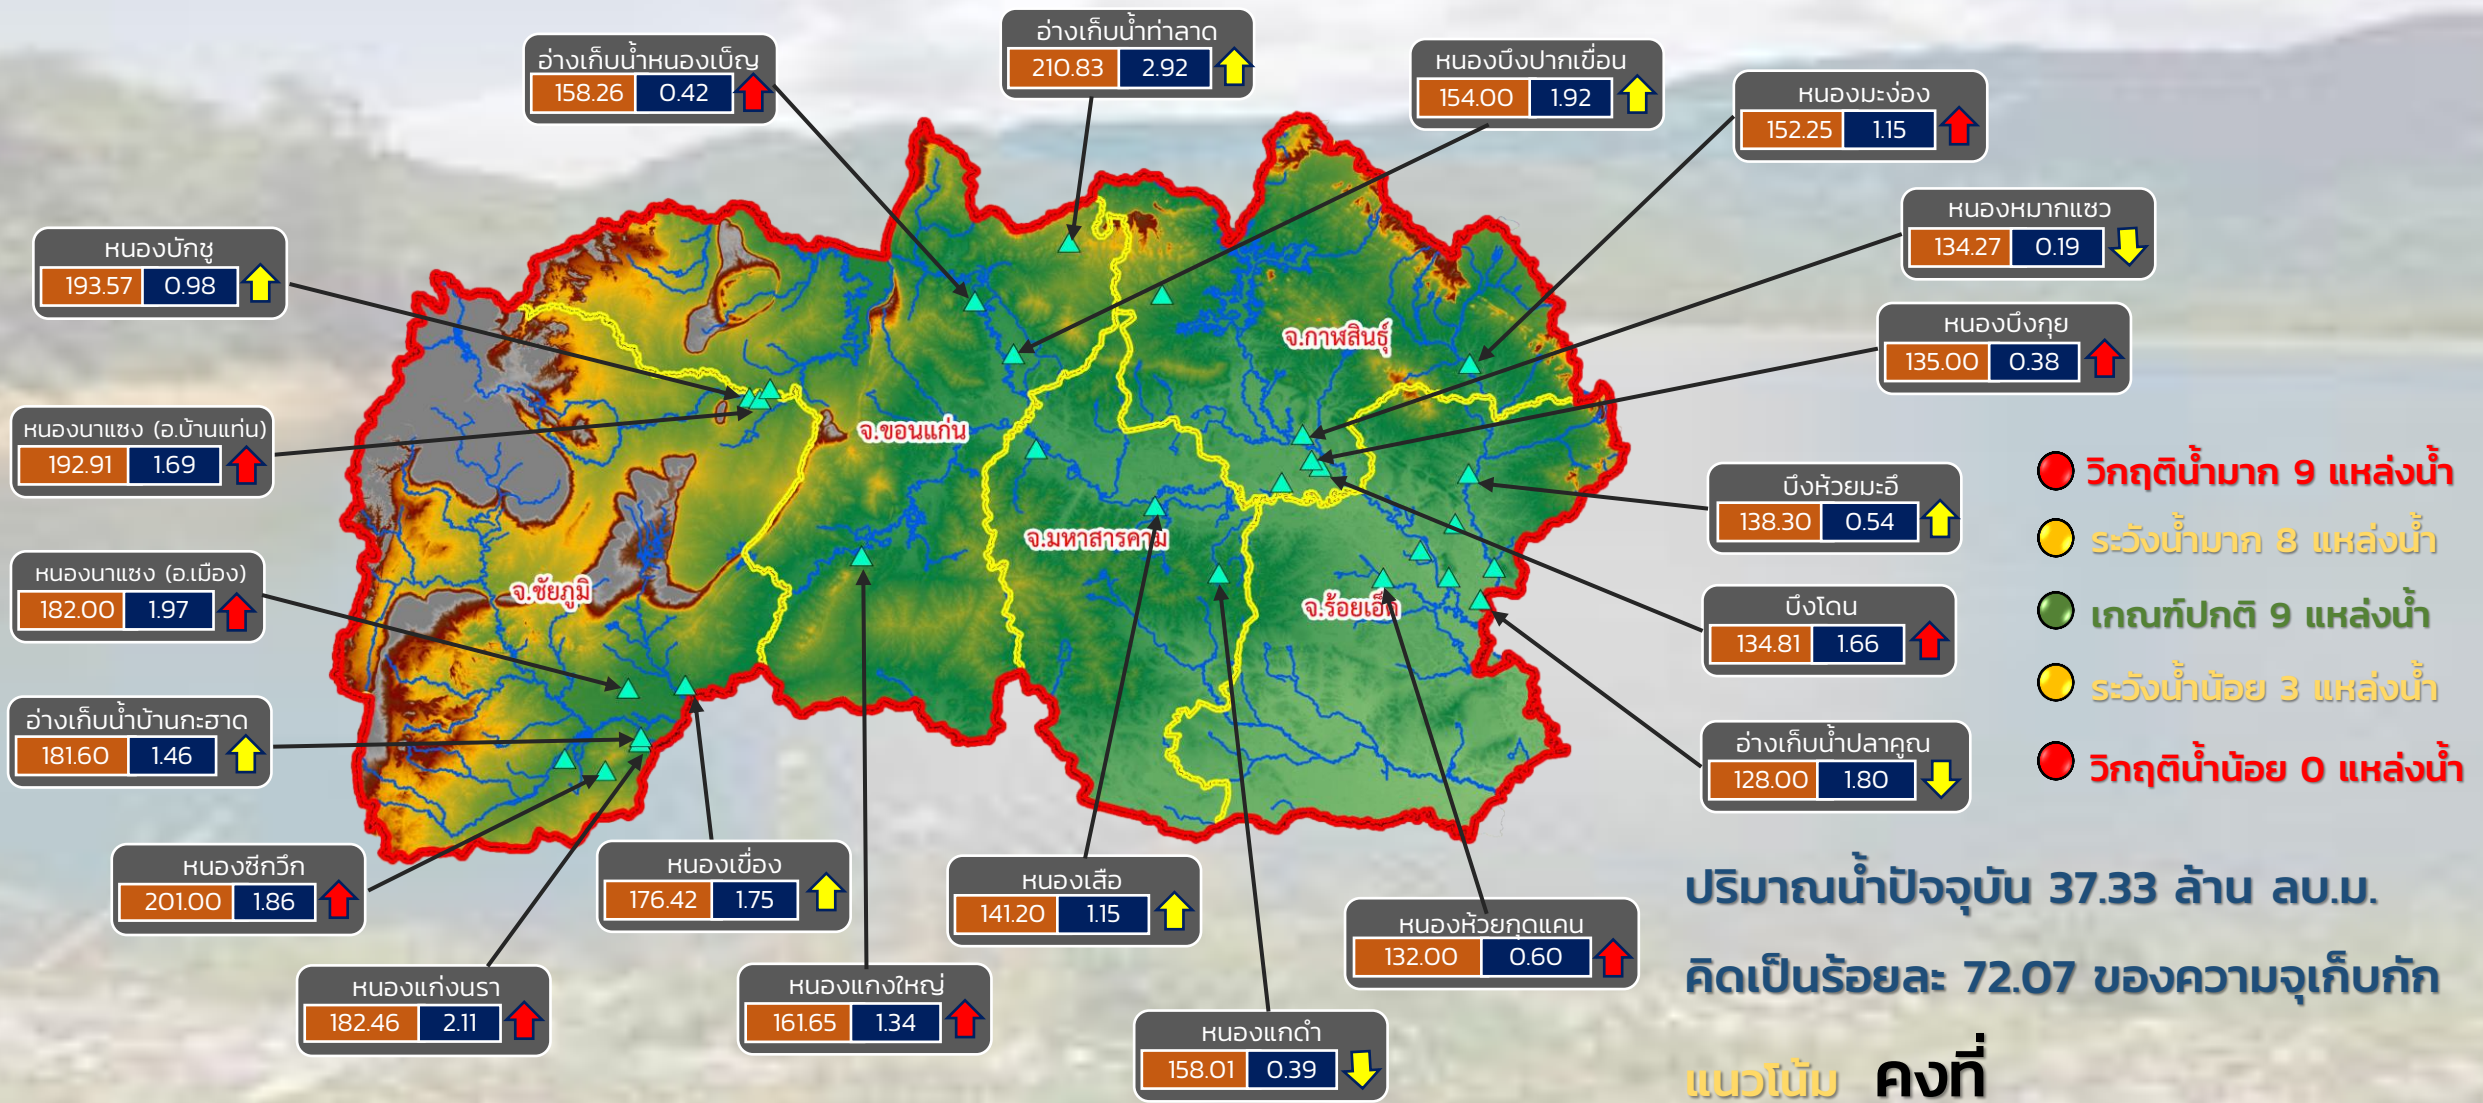 อ่างเก็บน้ำท่าลาด
210.83 2.92
อ่างเก็บน้ำหนองเบ็ญ
158.26 0.42
หนองบึงปากเขื่อน
154.00 1.92
หนองมะง่อง
152.25 1.15
หนองหมากแซว
134.27 0.19
หนองบักชู
193.57 0.98
หนองบึงกุย
135.00 0.38
จ.กาฬสินธุ์
หนองนาแซง (อ.บ้านแท่น)
192.91 1.69
จ.ขอนแก่น
วิกฤติน้ำมาก 9 แหล่งน้ำ
บึงห้วยมะอึ
138.30 0.54
ระวังน้ำมาก 8 แหล่งน้ำ
จ.มหาสารคาม
หนองนาแซง (อ.เมือง)
182.00 1.97
จ.ชัยภูมิ
จ.ร้อยเอ็ด
บึงโดน
134.81 1.66
เกณฑ์ปกติ 9 แหล่งน้ำ
ระวังน้ำน้อย 3 แหล่งน้ำ
อ่างเก็บน้ำบ้านกะฮาด
181.60 1.46
อ่างเก็บน้ำปลาคูณ
128.00 1.80
วิกฤติน้ำน้อย 0 แหล่งน้ำ
หนองซีกวึก
201.00 1.86
หนองเขื่อง
176.42 1.75
หนองเสือ
141.20 1.15
หนองห้วยกุดแคน
132.00 0.60
ปริมาณน้ำปัจจุบัน 37.33 ล้าน ลบ.ม.
คิดเป็นร้อยละ 72.07 ของความจุเก็บกัก
หนองแก่งนรา
182.46 2.11
หนองแกงใหญ่
161.65 1.34
หนองแกดำ
158.01 0.39
แนวโน้ม คงที่